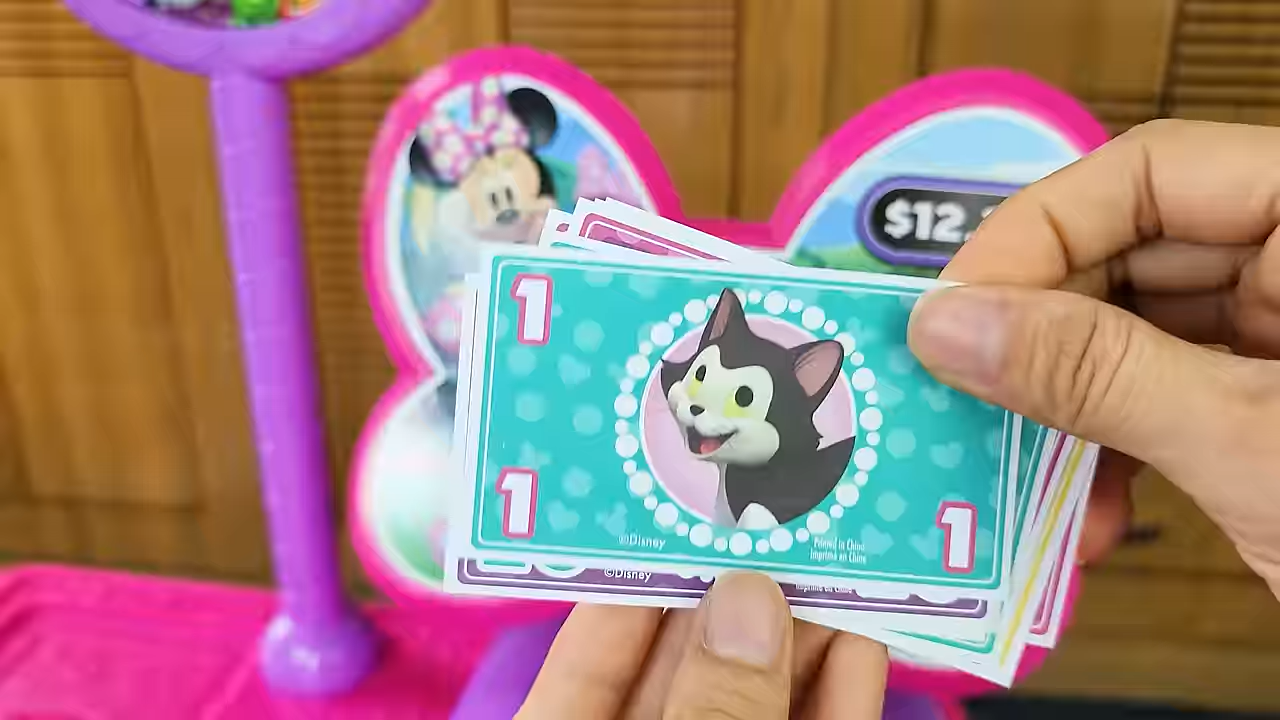 $12.
1
1
1
©Disney
Printed in China
Imprimé en Chine
©Disney